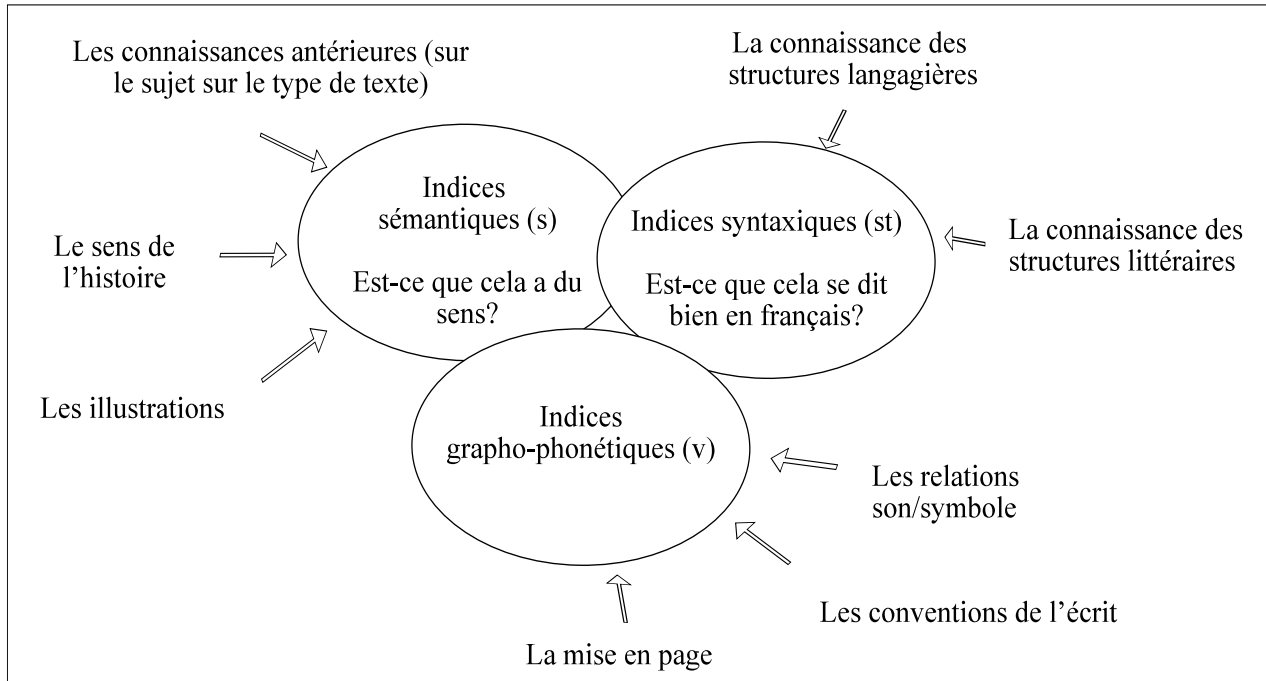 Les connaissances antérieures (sur
le sujet sur le type de texte)
La connaissance des
structures langagières
Indices
sémantiques (s)
Est-ce que cela a du
sens?
Indices syntaxiques (st)
Est-ce que cela se dit
bien en français?
Le sens de
l’histoire
La connaissance des
structures littéraires
Les illustrations
Indices
grapho-phonétiques (v)
Les relations
son/symbole
Les conventions de l’écrit
La mise en page